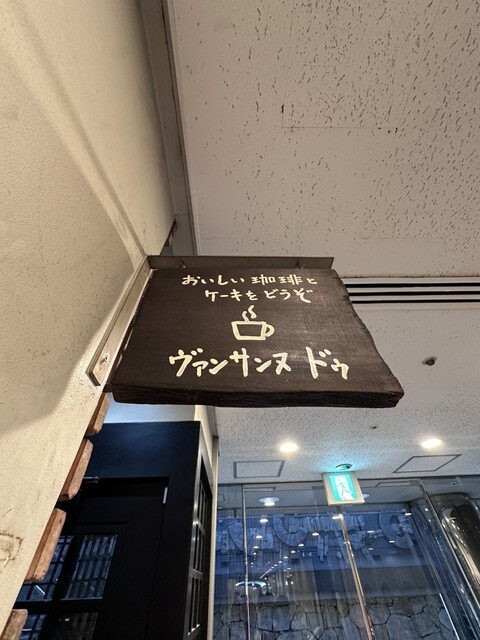 おいしい珈琲と
ケーキをどうぞ
ヴァンサンヌ ドゥ